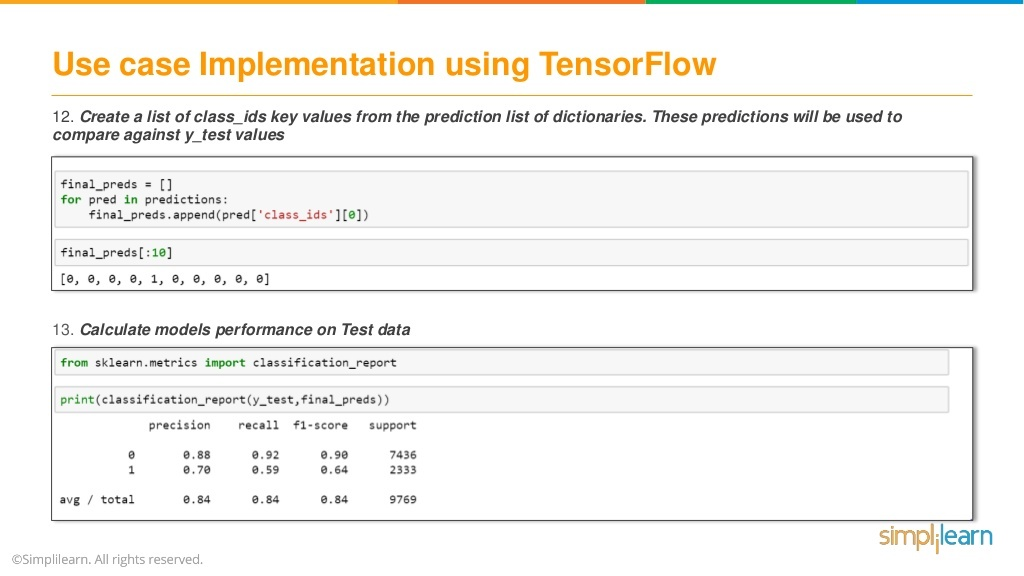 Use case Implementation using TensorFlow
12. Create a list of class_ids key values from the prediction list of dictionaries. These predictions will be used to
compare against y_test values
final_preds = []
for pred in predictions:
    final_preds.append(pred['class_ids'][0])
final_preds[:10]
[0, 0, 0, 0, 1, 0, 0, 0, 0, 0]
13. Calculate models performance on Test data
from sklearn.metrics import classification_report
print(classification_report(y_test,final_preds))
             precision    recall  f1-score   support
          0       0.88      0.92      0.90      7436
          1       0.70      0.59      0.64      2333
avg / total       0.84      0.84      0.84      9769
simplilearn
©Simplilearn. All rights reserved.